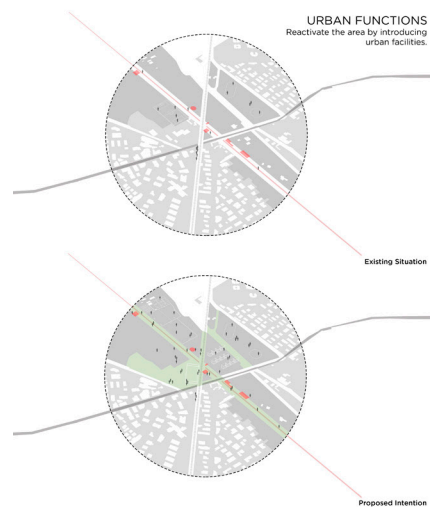 URBAN FUNCTIONS
Reactivate the area by introducing
urban facilities.
Existing Situation
Proposed Intention